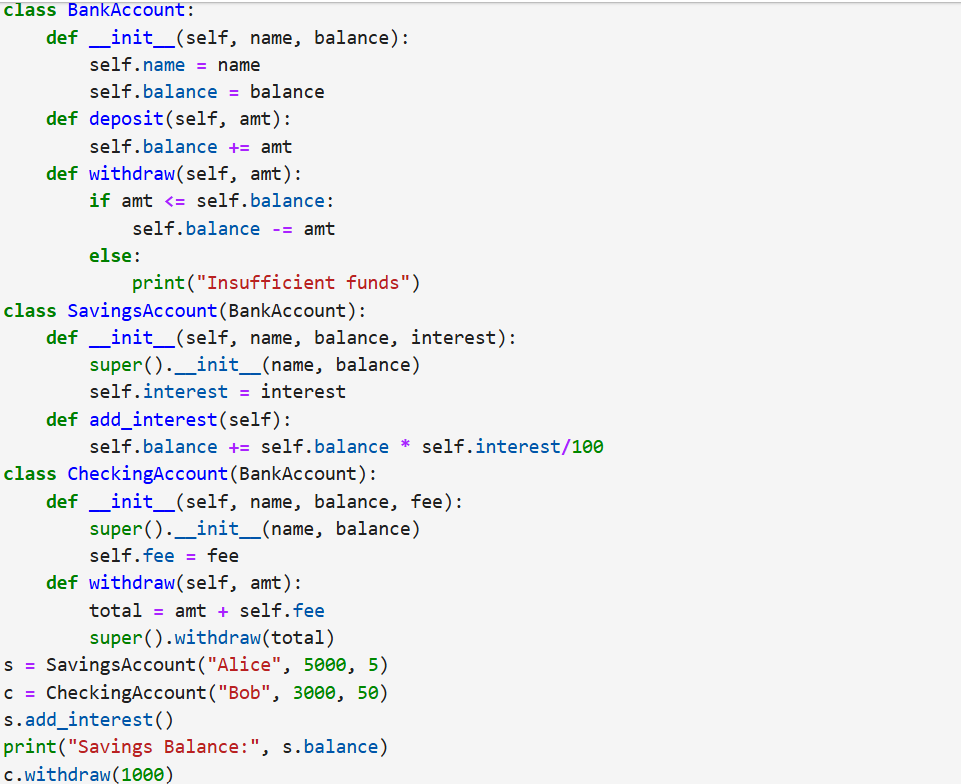 class BankAccount:
    def __init__(self, name, balance):
        self.name = name
        self.balance = balance
    def deposit(self, amt):
        self.balance += amt
    def withdraw(self, amt):
        if amt <= self.balance:
            self.balance -= amt
        else:
            print("Insufficient funds")
class SavingsAccount(BankAccount):
    def __init__(self, name, balance, interest):
        super().__init__(name, balance)
        self.interest = interest
    def add_interest(self):
        self.balance += self.balance * self.interest/100
class CheckingAccount(BankAccount):
    def __init__(self, name, balance, fee):
        super().__init__(name, balance)
        self.fee = fee
    def withdraw(self, amt):
        total = amt + self.fee
        super().withdraw(total)
s = SavingsAccount("Alice", 5000, 5)
c = CheckingAccount("Bob", 3000, 50)
s.add_interest()
print("Savings Balance:", s.balance)
c.withdraw(1000)